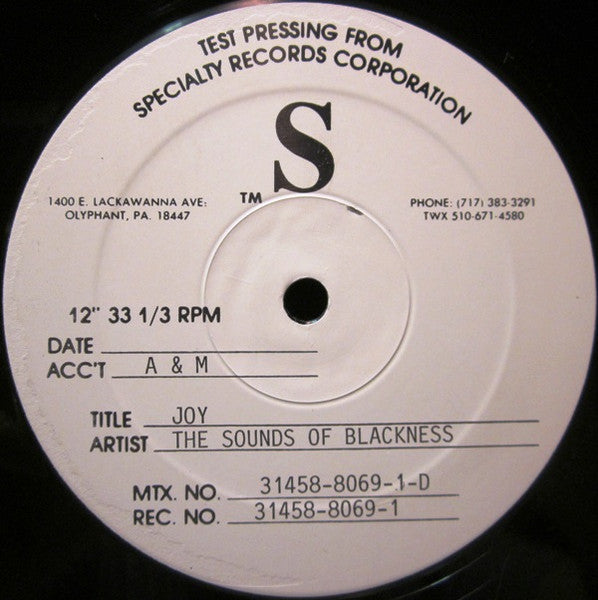 TEST PRESSING FROM
SPECIALTY RECORDS CORPORATION
S
TM
1400 E. LACKAWANNA AVE:
OLYPHANT, PA. 18447
PHONE: (717) 383-3291
TWX 510-671-4580
12" 33 1/3 RPM
DATE
ACC'T A & M
TITLE JOY
ARTIST THE SOUNDS OF BLACKNESS
MTX. NO. 31458-8069-1-D
REC. NO. 31458-8069-1